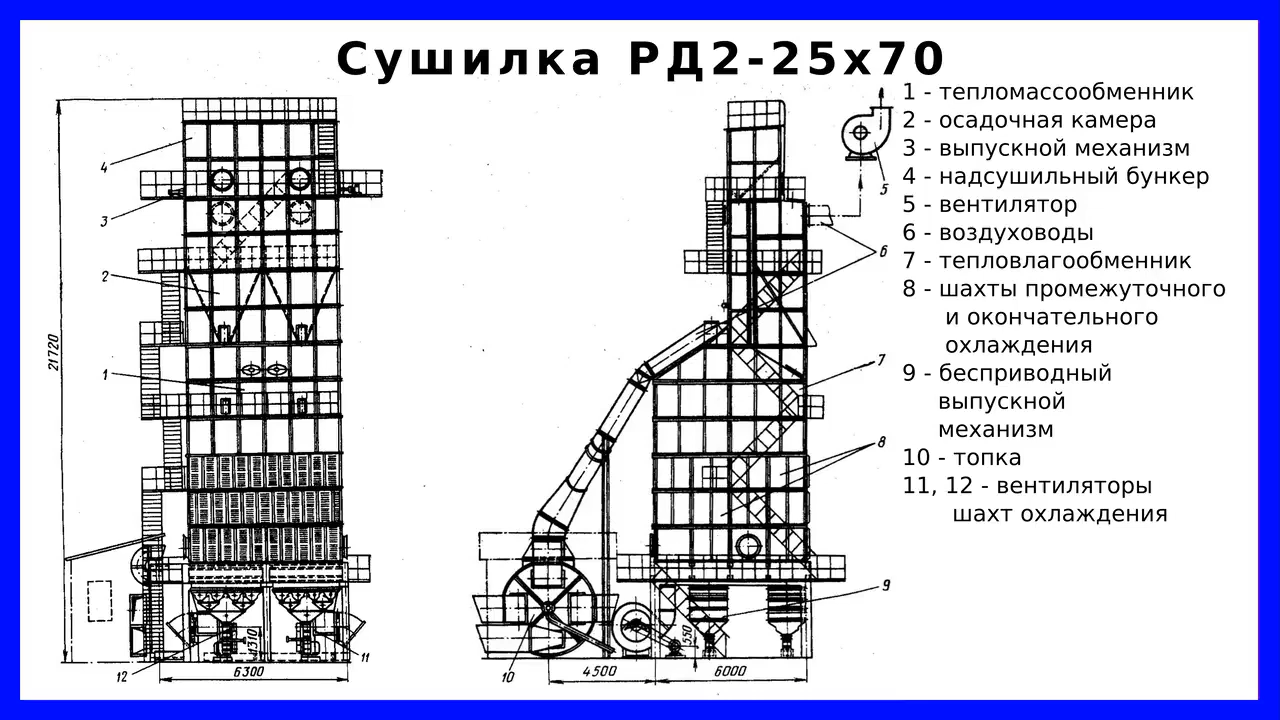 Сушилка РД2-25х70
1 - тепломассообменник
2 - осадочная камера
3 - выпускной механизм
4 - надсушильный бункер
5 - вентилятор
6 - воздуховоды
7 - тепловлагообменник
8 - шахты промежуточного
и окончательного
охлаждения
9 - бесприводный
выпускной
механизм
10 - топка
11, 12 - вентиляторы
шахт охлаждения
4
3
2
21720
1
12
6300
11
5
6
7
8
9
550
10
4500
6000